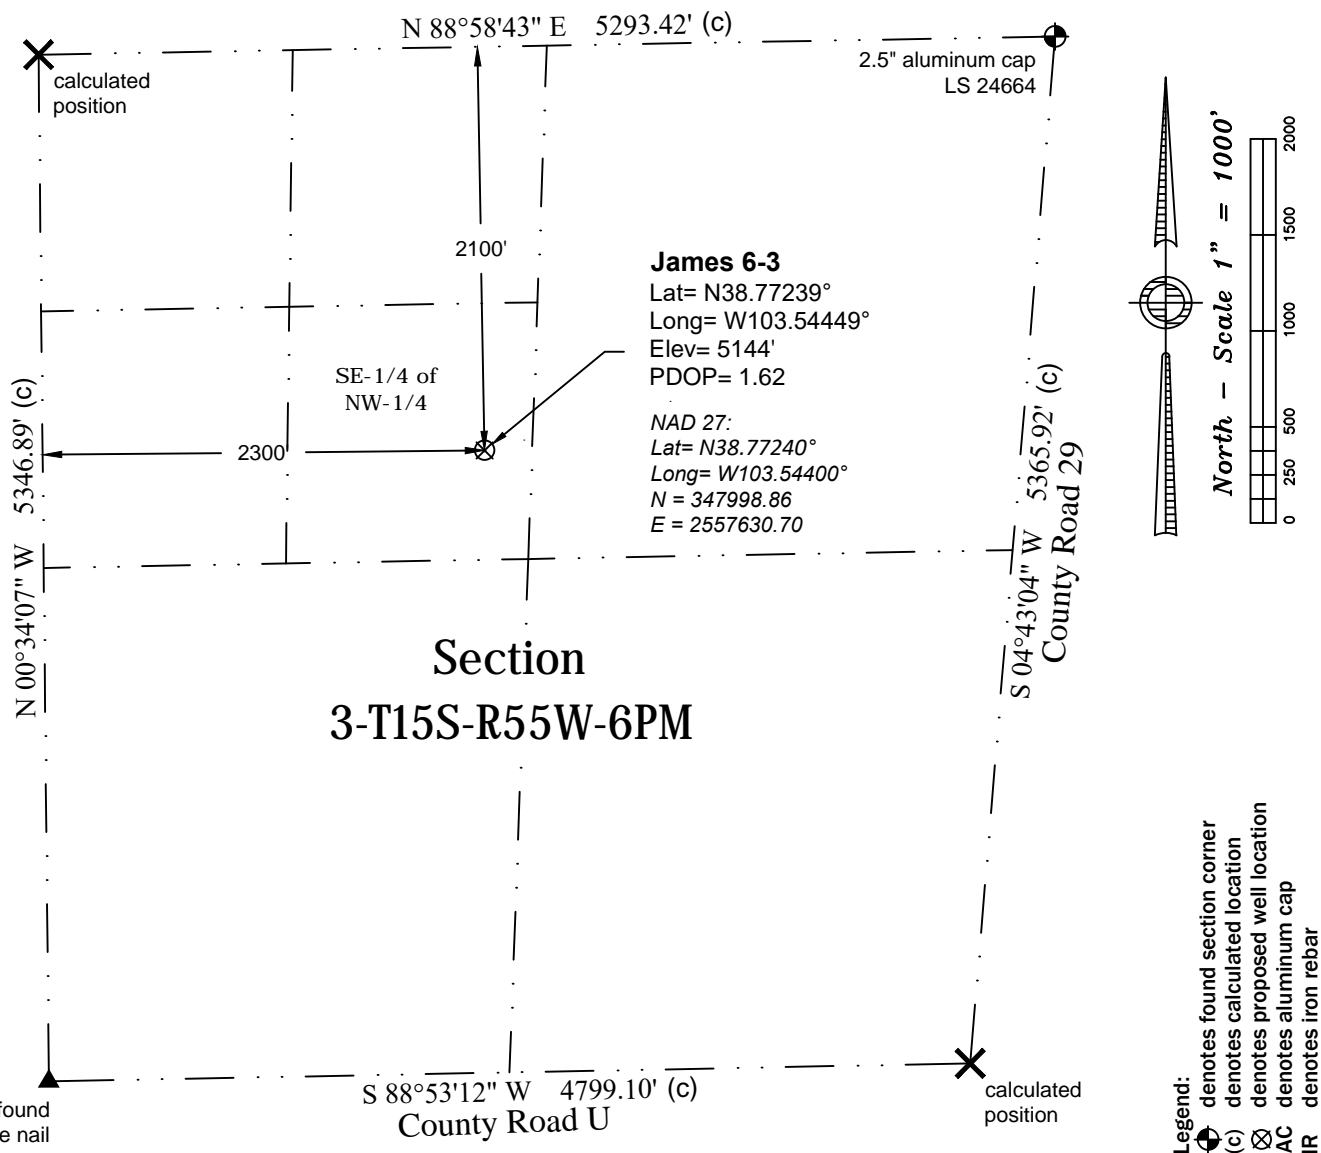 N 88°58'43" E 5293.42' (c)
calculated
position
2.5" aluminum cap
LS 24664
2100'
James 6-3
Lat= N38.77239°
Long= W103.54449°
Elev= 5144'
PDOP= 1.62
NAD 27:
Lat= N38.77240°
Long= W103.54400°
N = 347998.86
E = 2557630.70
SE-1/4 of
NW-1/4
2300
N 00°34'07" W 5346.89' (c)
S 04°43'04" W 5365.92' (c)
County Road 29
Section
3-T15S-R55W-6PM
S 88°53'12" W 4799.10' (c)
County Road U
found
nail
calculated
position
North - Scale 1" = 1000'
0 250 500 1000 1500 2000
Legend:
denotes found section corner
(c) denotes calculated location
denotes proposed well location
AC denotes aluminum cap
IR denotes iron rebar